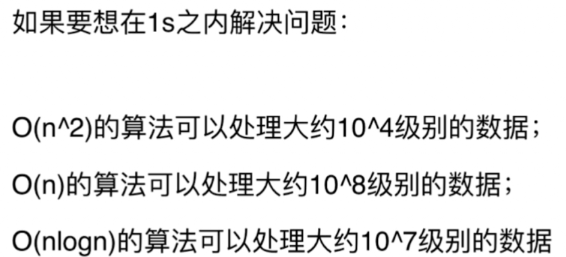 如果要想在1s之内解决问题：
O(n^2)的算法可以处理大约10^4级别的数据；
O(n)的算法可以处理大约10^8级别的数据；
O(nlogn)的算法可以处理大约10^7级别的数据